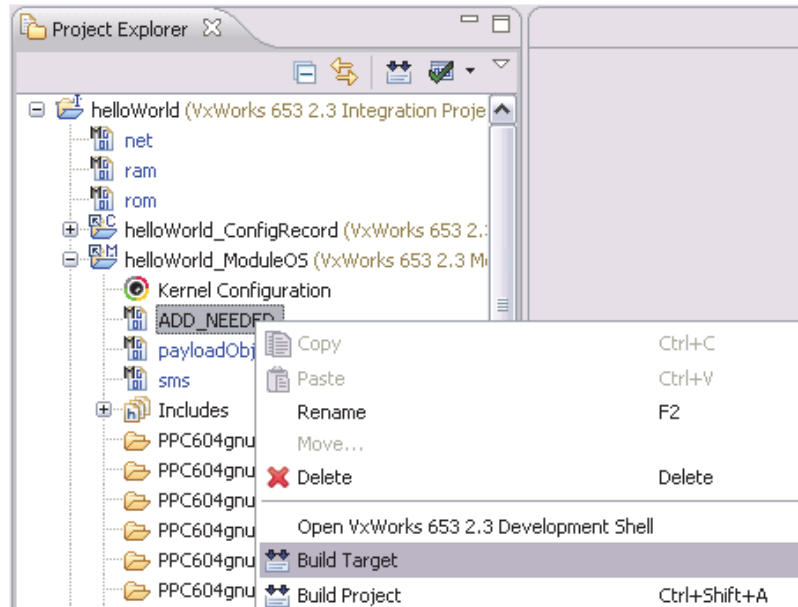 Project Explorer
helloWorld (VxWorks 653 2.3 Integration Proje
net
ram
rom
helloWorld_ConfigRecord (VxWorks 653 2.
helloWorld_ModuleOS (VxWorks 653 2.3 M
Kernel Configuration
ADD_NEEDED
payloadObj
sms
Includes
PPC604gnu
PPC604gnu
PPC604gnu
PPC604gnu
PPC604gnu
PPC604gnu
Copy Ctrl+C
Paste Ctrl+V
Rename F2
Move...
Delete Delete
Open VxWorks 653 2.3 Development Shell
Build Target
Build Project Ctrl+Shift+A